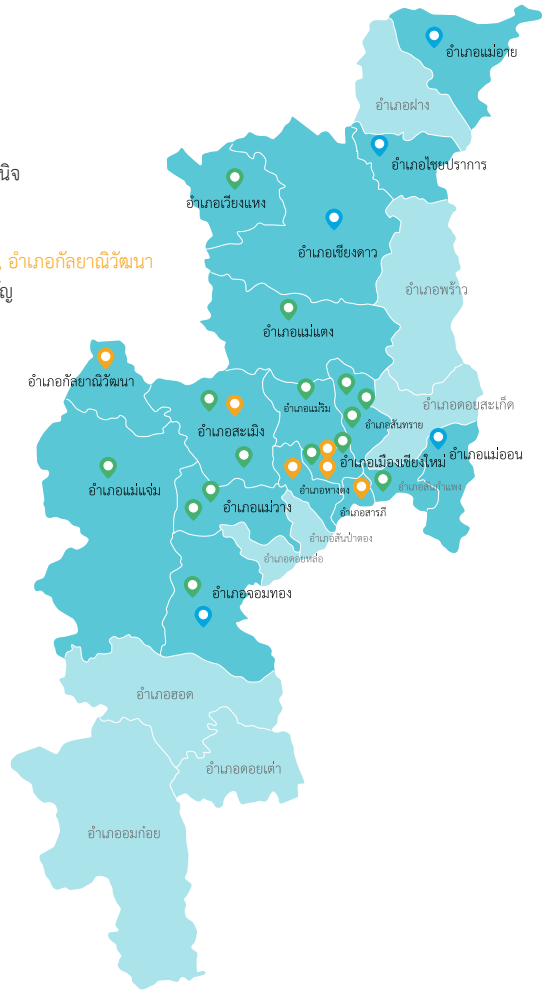 อำเภอแม่อาย
อำเภอฝาง
อำเภอไชยปราการ
นิจ
อำเภอเวียงแหง
อำเภอเชียงดาว
, อำเภอกัลยาณิวัฒนา
ัญ
อำเภอพร้าว
อำเภอแม่แตง
อำเภอกัลยาณิวัฒนา
อำเภอแม่ริม
อำเภอดอยสะเก็ด
อำเภอสะเมิง
อำเภอสันทราย
อำเภอเมืองเชียงใหม่
อำเภอแม่ออน
อำเภอแม่แจ่ม
อำเภอหางดง
อำเภอสันกำแพง
อำเภอแม่วาง
อำเภอสารภี
อำเภอสันป่าตอง
อำเภอดอยหล่อ
อำเภอจอมทอง
อำเภอฮอด
อำเภอดอยเต่า
อำเภออมก๋อย